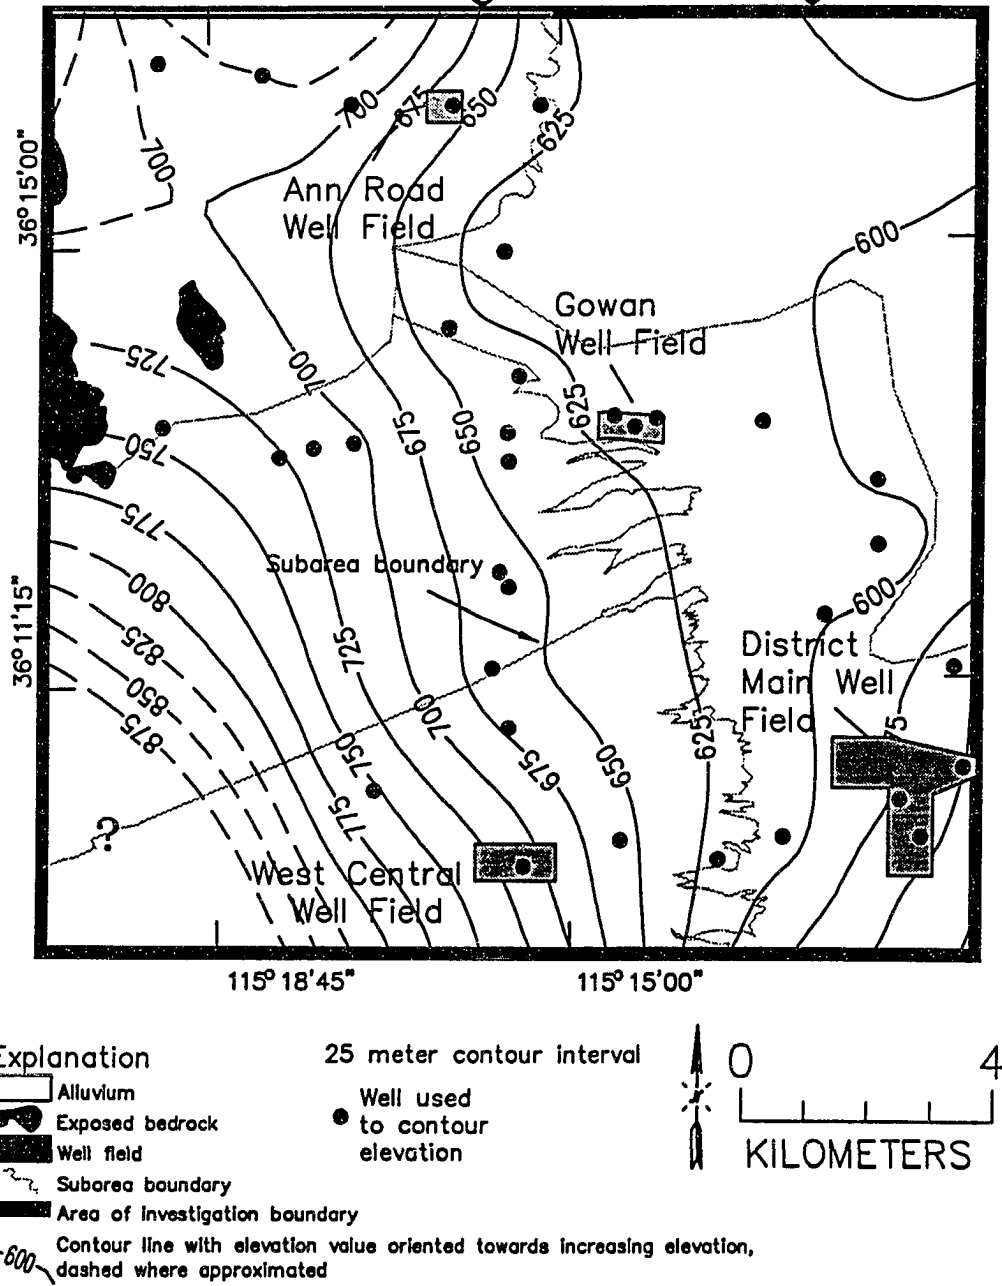 700
675
650
625
700
36° 15'00"
Ann Road
Well Field
600
Gowan
Well Field
725
700
675
650
625
750
775
Subarea boundary
800
600
36° 11'15"
825
725
District
Main Well
Field
850
700
875
750
675
650
625
5
775
?
West Central
Well Field
115° 18'45"
115° 15'00"
Explanation
Alluvium
Exposed bedrock
Well field
Suborea boundary
Area of investigation boundary
600
Contour line with elevation value oriented towards increasing elevation,
dashed where approximated
25 meter contour interval
Well used
to contour
elevation
0
4
KILOMETERS